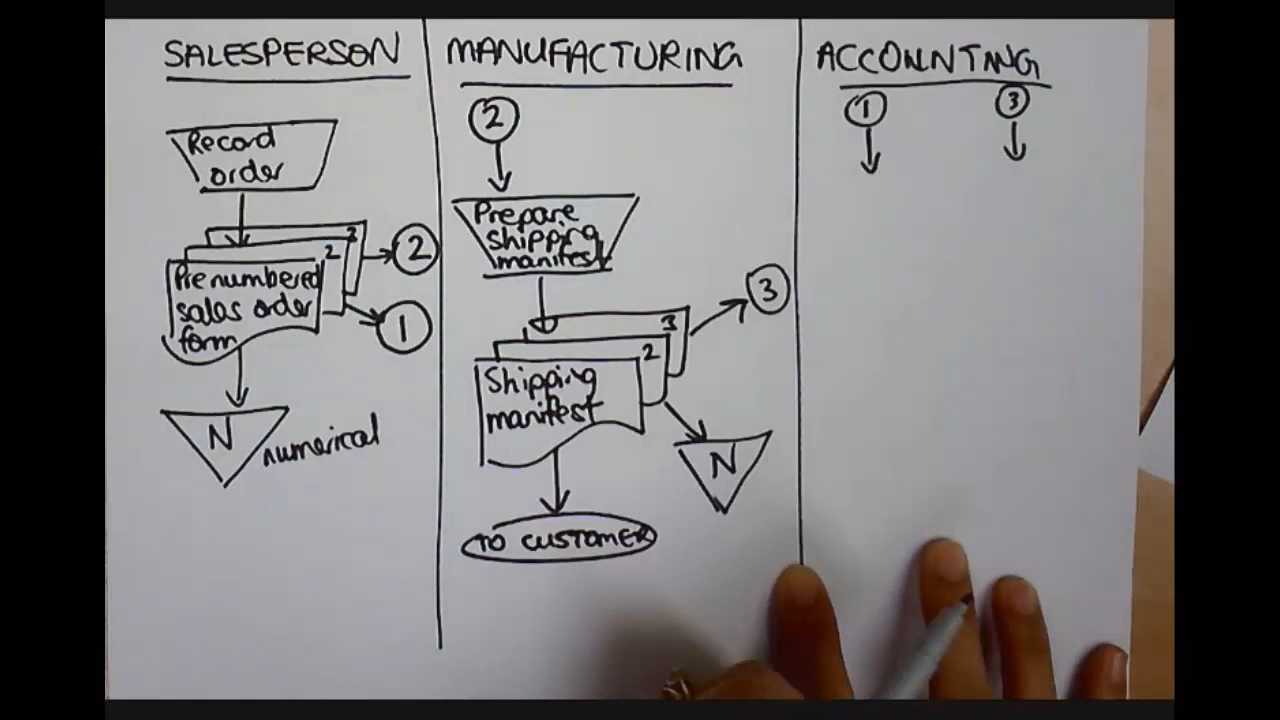 SALESPERSON
Record
order
2
3
Prenumbered
sales order
form
2
1
N
numerical
MANUFACTURING
2
Prepare
shipping
manifest
3
2
Shipping
manifest
3
N
TO CUSTOMER
ACCOUNTING
1
3